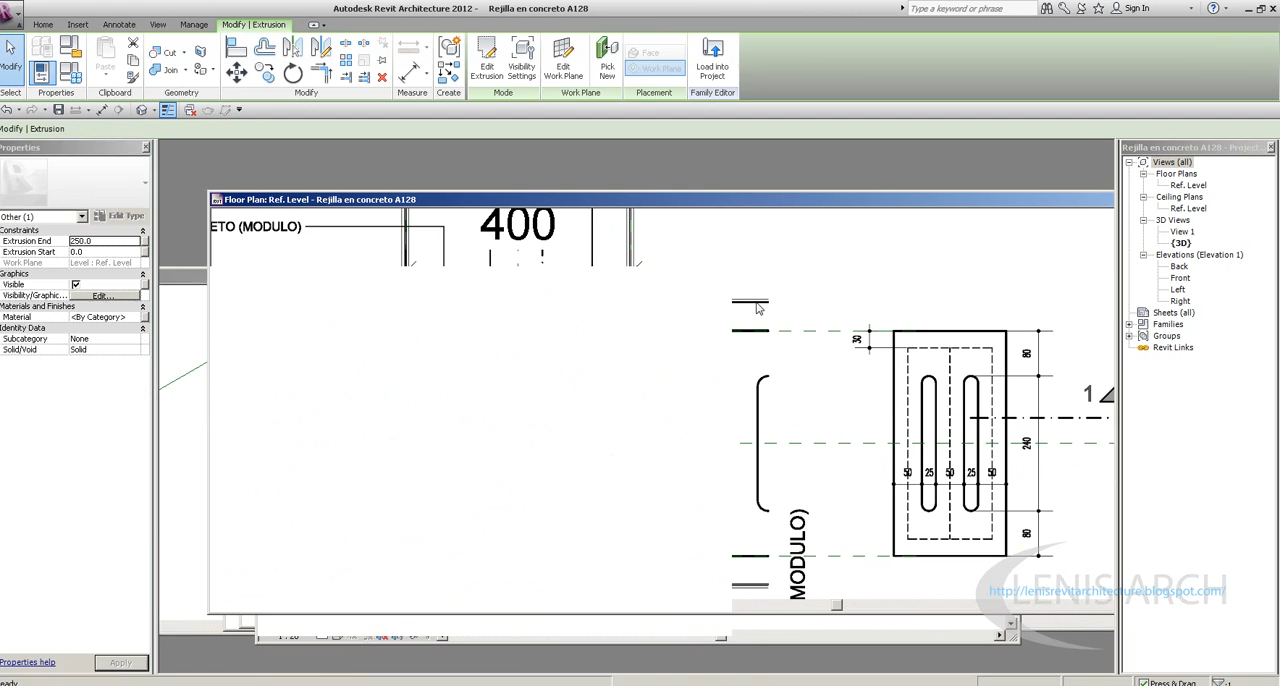 Autodesk Revit Architecture 2012 - Rejilla en concreto A128
Type a keyword or phrase
Sign In
Home Insert Annotate View Manage Modify | Extrusion
Modify
Paste
Cut
Join
Edit Extrusion
Visibility Settings
Edit Work Plane
Pick New
Face
Work Plane
Load into Project
Select Properties Clipboard Geometry Modify Measure Create Mode Work Plane Placement Family Editor
Modify | Extrusion
Properties
Other (1)
Edit Type
Constraints
Extrusion End 250.0
Extrusion Start 0.0
Work Plane Level : Ref. Level
Graphics
Visible
Visibility/Graphic... Edit...
Materials and Finishes
Material <By Category>
Identity Data
Subcategory None
Solid/Void Solid
Properties help
Apply
Floor Plan: Ref. Level - Rejilla en concreto A128
ETO (MODULO)
400
30
80
1
240
50 25 50 25 50
80
MODULO)
LENIS ARCH
http://lenisrevitarchitecture.blogspot.com/
Rejilla en concreto A128 - Project...
Views (all)
Floor Plans
Ref. Level
Ceiling Plans
Ref. Level
3D Views
View 1
{3D}
Elevations (Elevation 1)
Back
Front
Left
Right
Sheets (all)
Families
Groups
Revit Links
eady
Press & Drag